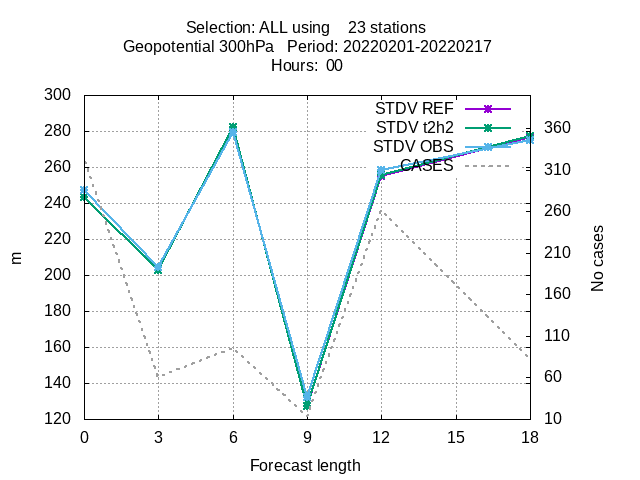 Selection: ALL using    23 stations
Geopotential 300hPa   Period: 20220201-20220217
Hours:  00
300
280
260
240
220
200
180
160
140
120
m
STDV REF
STDV t2h2
STDV OBS
CASES
360
310
260
210
160
110
60
10
No cases
0 3 6 9 12 15 18
Forecast length